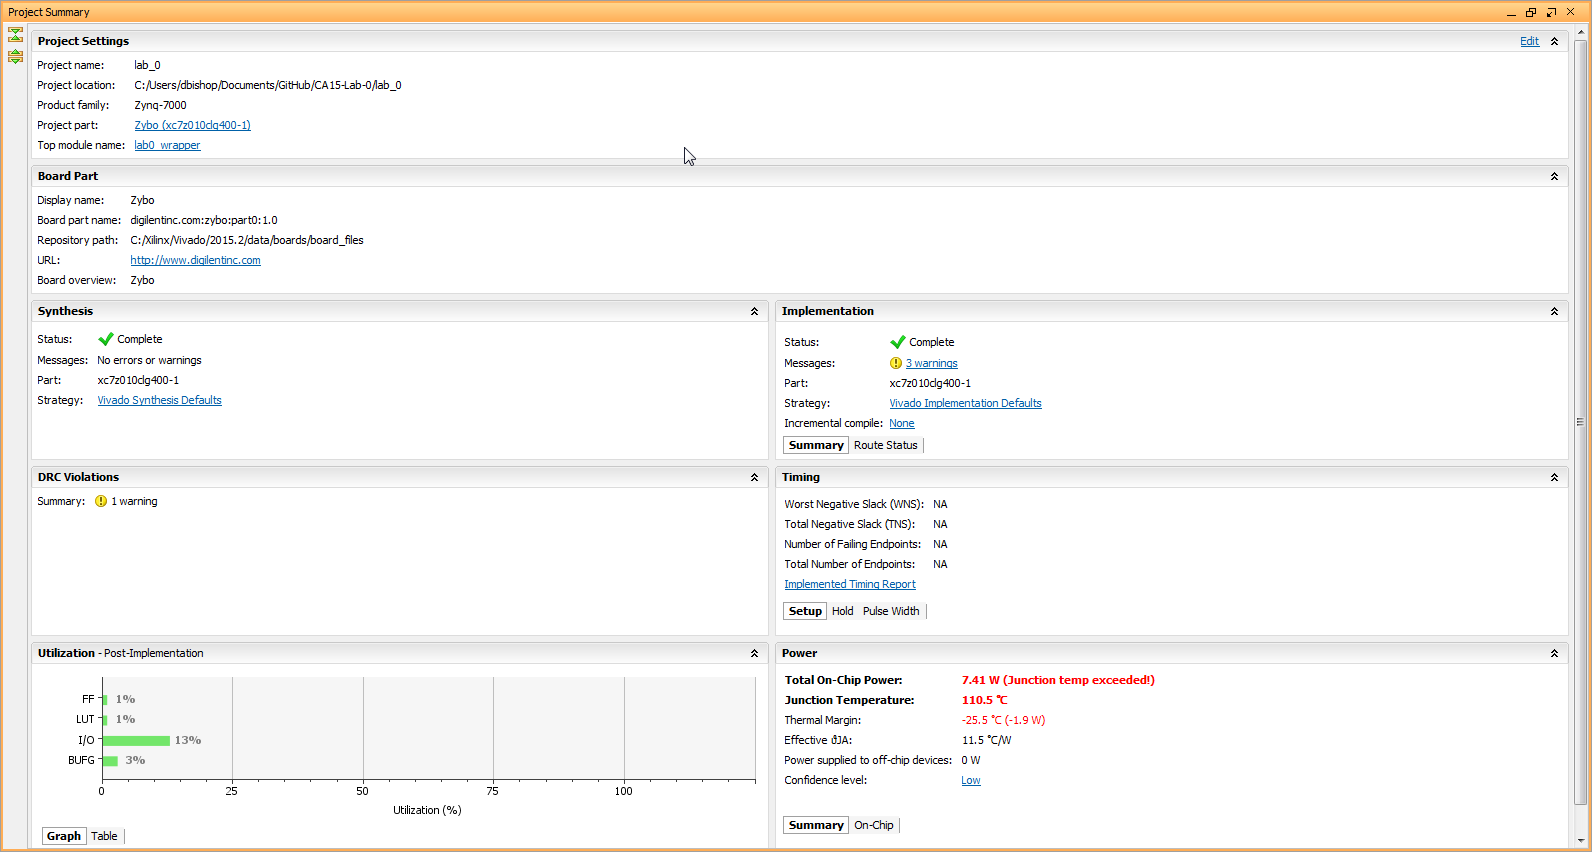 Project Summary
Project Settings
Edit
Project name: lab_0
Project location: C:/Users/dbishop/Documents/GitHub/CA15-Lab-0/lab_0
Product family: Zynq-7000
Project part: Zybo (xc7z010clg400-1)
Top module name: lab0_wrapper
Board Part
Display name: Zybo
Board part name: digilentinc.com:zybo:part0:1.0
Repository path: C:/Xilinx/Vivado/2015.2/data/boards/board_files
URL: http://www.digilentinc.com
Board overview: Zybo
Synthesis
Status: Complete
Messages: No errors or warnings
Part: xc7z010clg400-1
Strategy: Vivado Synthesis Defaults
Implementation
Status: Complete
Messages: 3 warnings
Part: xc7z010clg400-1
Strategy: Vivado Implementation Defaults
Incremental compile: None
Summary Route Status
DRC Violations
Summary: 1 warning
Timing
Worst Negative Slack (WNS): NA
Total Negative Slack (TNS): NA
Number of Failing Endpoints: NA
Total Number of Endpoints: NA
Implemented Timing Report
Setup Hold Pulse Width
Utilization - Post-Implementation
FF 1%
LUT 1%
I/O 13%
BUFG 3%
0 25 50 75 100
Utilization (%)
Graph Table
Power
Total On-Chip Power: 7.41 W (Junction temp exceeded!)
Junction Temperature: 110.5 °C
Thermal Margin: -25.5 °C (-1.9 W)
Effective ϑJA: 11.5 °C/W
Power supplied to off-chip devices: 0 W
Confidence level: Low
Summary On-Chip